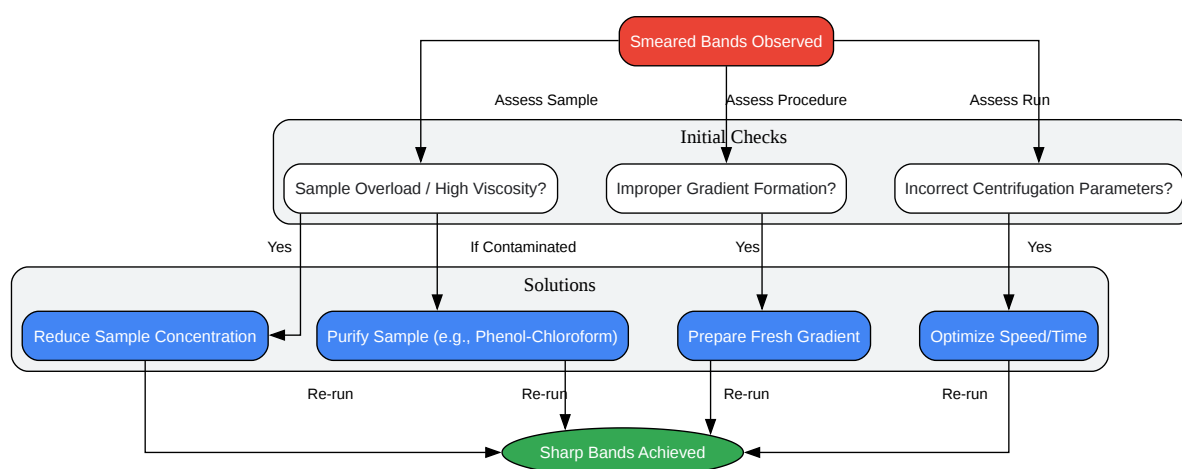 Smeared Bands Observed
Assess Sample
Assess Procedure
Assess Run
Initial Checks
Sample Overload / High Viscosity?
Improper Gradient Formation?
Incorrect Centrifugation Parameters?
Yes
If Contaminated
Yes
Yes
Solutions
Reduce Sample Concentration
Purify Sample (e.g., Phenol-Chloroform)
Prepare Fresh Gradient
Optimize Speed/Time
Re-run
Re-run
Re-run
Re-run
Sharp Bands Achieved